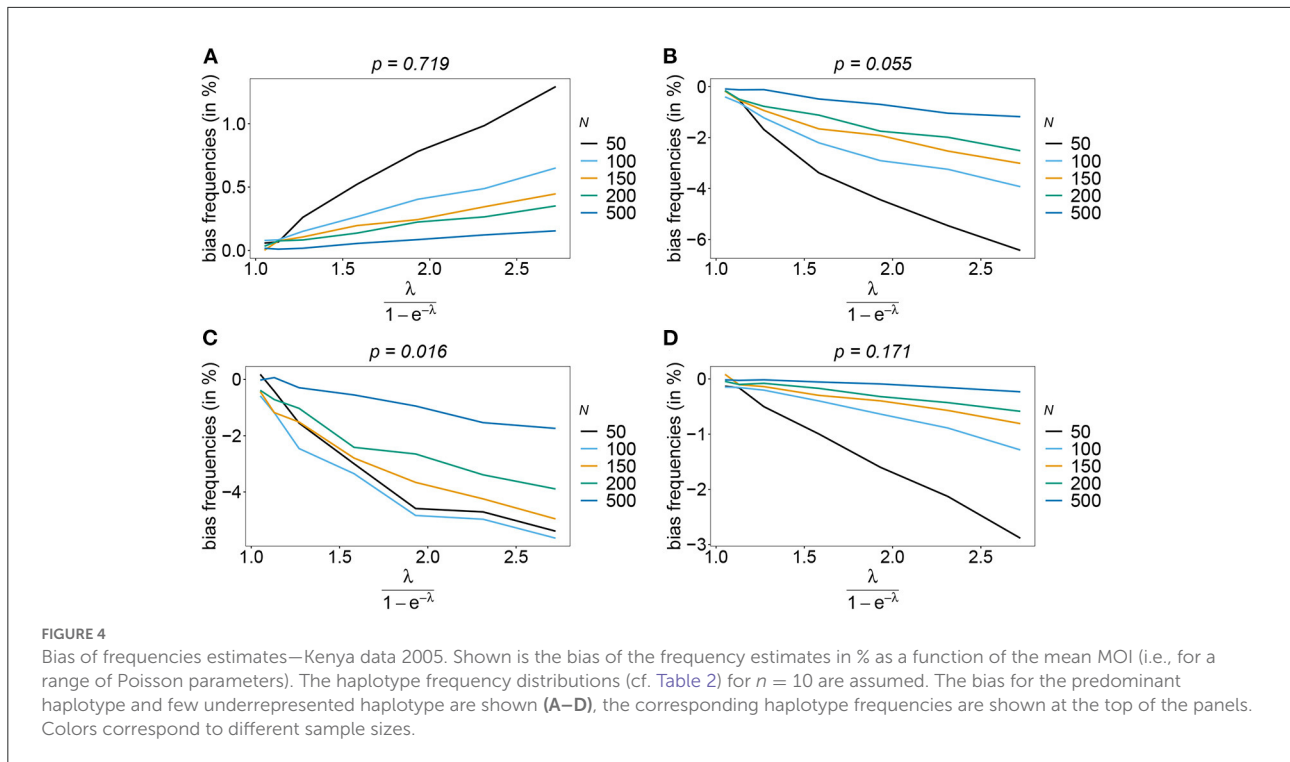 A
p = 0.719
bias frequencies (in %)
1.0
0.5
0.0
1.0 1.5 2.0 2.5
λ
1 − e−λ
N
50
100
150
200
500
B
p = 0.055
bias frequencies (in %)
0
−2
−4
−6
1.0 1.5 2.0 2.5
λ
1 − e−λ
N
50
100
150
200
500
C
p = 0.016
bias frequencies (in %)
0
−2
−4
1.0 1.5 2.0 2.5
λ
1 − e−λ
N
50
100
150
200
500
D
p = 0.171
bias frequencies (in %)
0
−1
−2
−3
1.0 1.5 2.0 2.5
λ
1 − e−λ
N
50
100
150
200
500
FIGURE 4
Bias of frequencies estimates—Kenya data 2005. Shown is the bias of the frequency estimates in % as a function of the mean MOI (i.e., for a
range of Poisson parameters). The haplotype frequency distributions (cf. Table 2) for n = 10 are assumed. The bias for the predominant
haplotype and few underrepresented haplotype are shown (A–D), the corresponding haplotype frequencies are shown at the top of the panels.
Colors correspond to different sample sizes.